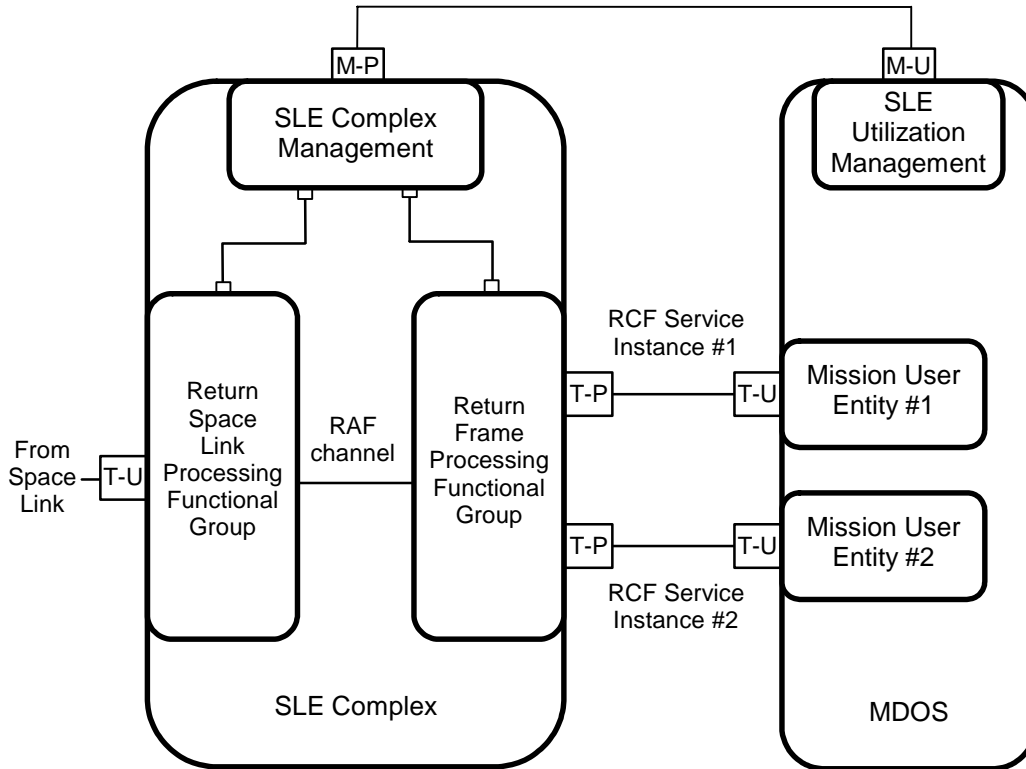 M-P
M-U
SLE Complex
Management
SLE
Utilization
Management
RCF Service
Instance #1
Return
Space
Link
Processing
Functional
Group
RAF
channel
Return
Frame
Processing
Functional
Group
T-P
T-U
Mission User
Entity #1
From
Space
Link
T-U
T-P
T-U
Mission User
Entity #2
RCF Service
Instance #2
SLE Complex
MDOS